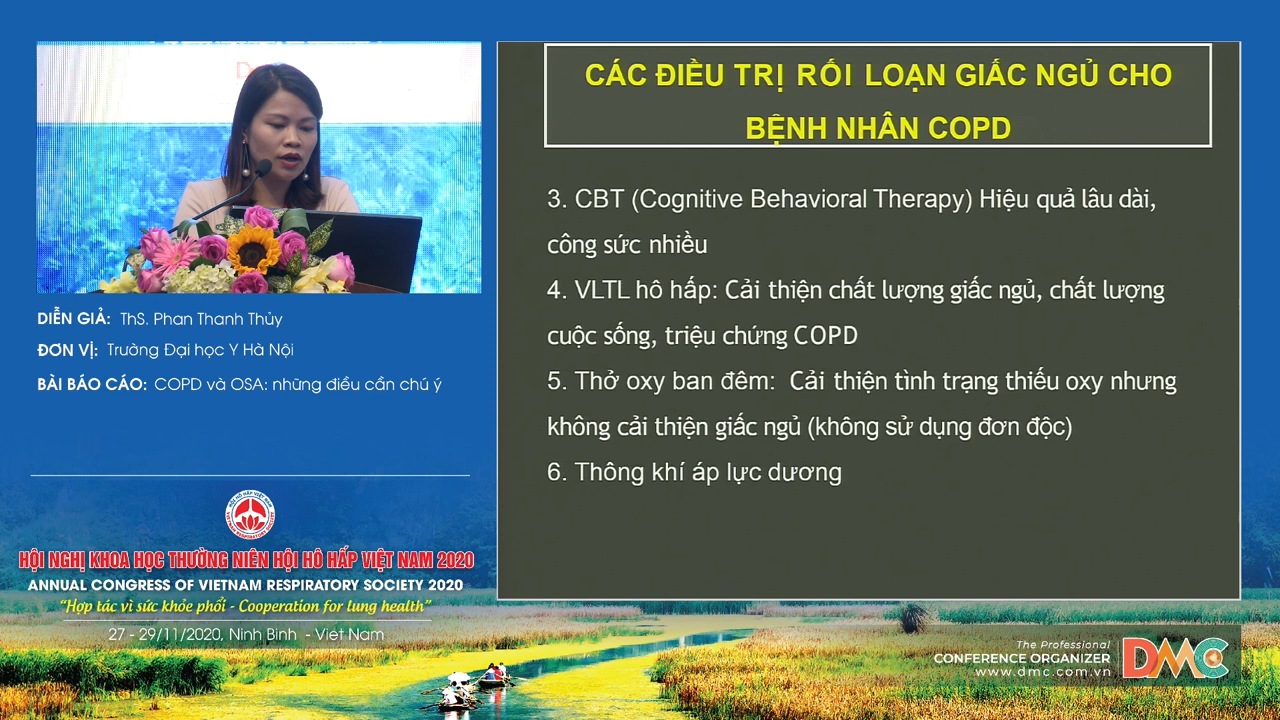 DIỄN GIẢ: ThS. Phan Thanh Thủy
ĐƠN VỊ: Trường Đại học Y Hà Nội
BÀI BÁO CÁO: COPD và OSA: những điều cần chú ý
HỘI NGHỊ KHOA HỌC THƯỜNG NIÊN HỘI HÔ HẤP VIỆT NAM 2020
ANNUAL CONGRESS OF VIETNAM RESPIRATORY SOCIETY 2020
“Hợp tác vì sức khỏe phổi - Cooperation for lung health”
27 - 29/11/2020, Ninh Bình - Việt Nam
CÁC ĐIỀU TRỊ RỐI LOẠN GIẤC NGỦ CHO
BỆNH NHÂN COPD
3. CBT (Cognitive Behavioral Therapy) Hiệu quả lâu dài,
công sức nhiều
4. VLTL hô hấp: Cải thiện chất lượng giấc ngủ, chất lượng
cuộc sống, triệu chứng COPD
5. Thở oxy ban đêm: Cải thiện tình trạng thiếu oxy nhưng
không cải thiện giấc ngủ (không sử dụng đơn độc)
6. Thông khí áp lực dương
The Professional
CONFERENCE ORGANIZER
www.dmc.com.vn
DMC